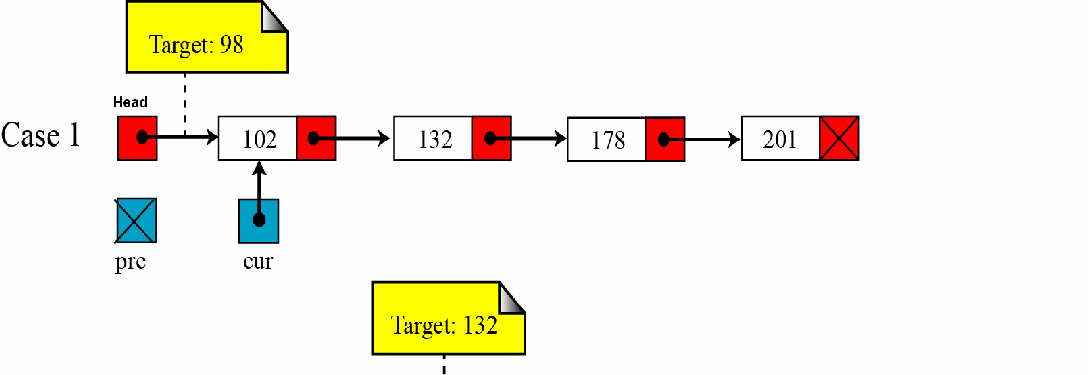 Target: 98
Head
Case 1
102
132
178
201
pre
cur
Target: 132